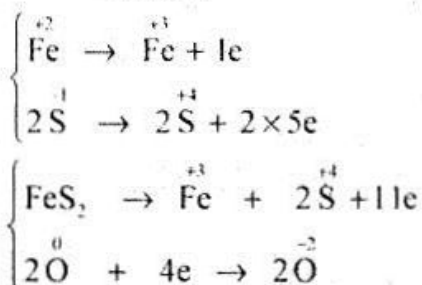 +2 +3
Fe → Fe + 1e
-1 +4
2S → 2S + 2×5e
+3 +4
FeS₂ → Fe + 2S + 11e
0 -2
2O + 4e → 2O